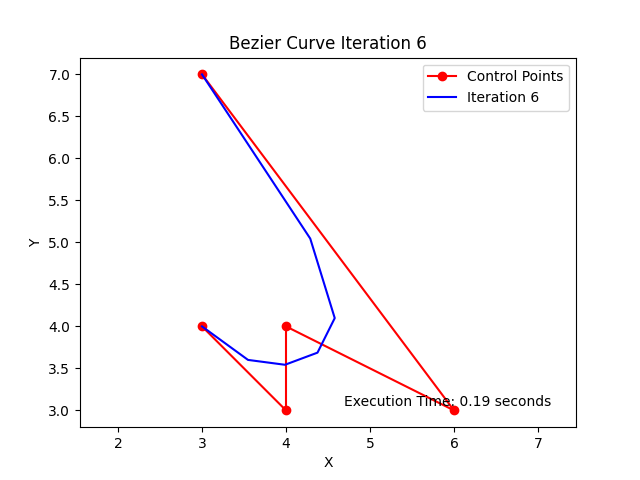 Bezier Curve Iteration 6
Control Points
Iteration 6
7.0
6.5
6.0
5.5
5.0
4.5
4.0
3.5
3.0
Y
Execution Time: 0.19 seconds
2 3 4 5 6 7
X